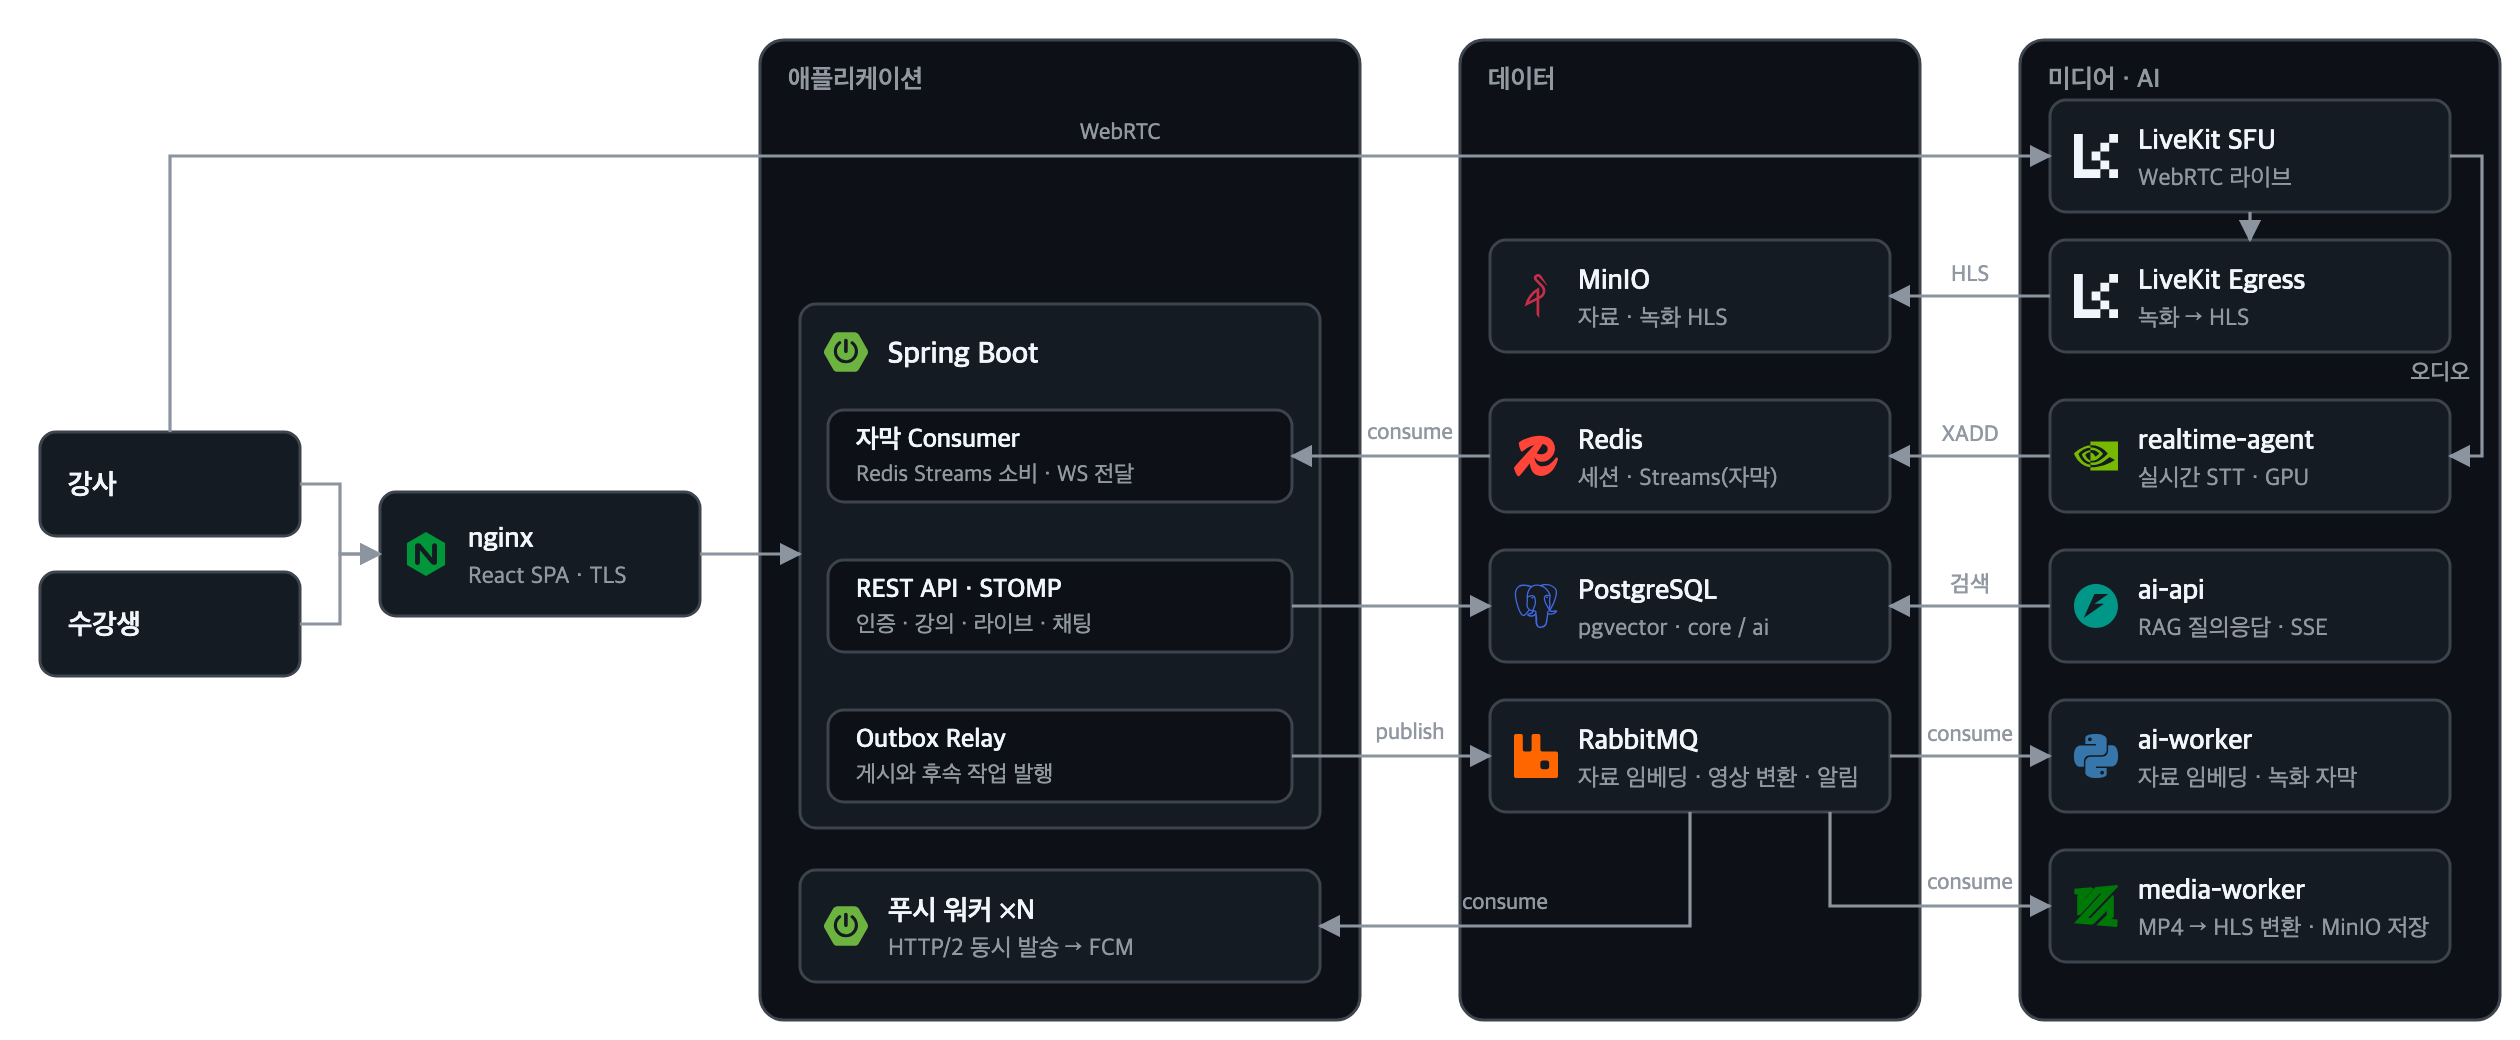 애플리케이션
데이터
미디어 · AI
WebRTC
LiveKit SFU
WebRTC 라이브
MinIO
자료 · 녹화 HLS
HLS
LiveKit Egress
녹화 → HLS
Spring Boot
오디오
강사
수강생
nginx
React SPA · TLS
자막 Consumer
Redis Streams 소비 · WS 전달
consume
Redis
세션 · Streams(자막)
XADD
realtime-agent
실시간 STT · GPU
REST API · STOMP
인증 · 강의 · 라이브 · 채팅
PostgreSQL
pgvector · core / ai
검색
ai-api
RAG 질의응답 · SSE
Outbox Relay
게시와 후속 작업 발행
publish
RabbitMQ
자료 임베딩 · 영상 변환 · 알림
consume
ai-worker
자료 임베딩 · 녹화 자막
푸시 워커 ×N
HTTP/2 동시 발송 → FCM
consume
consume
media-worker
MP4 → HLS 변환 · MinIO 저장